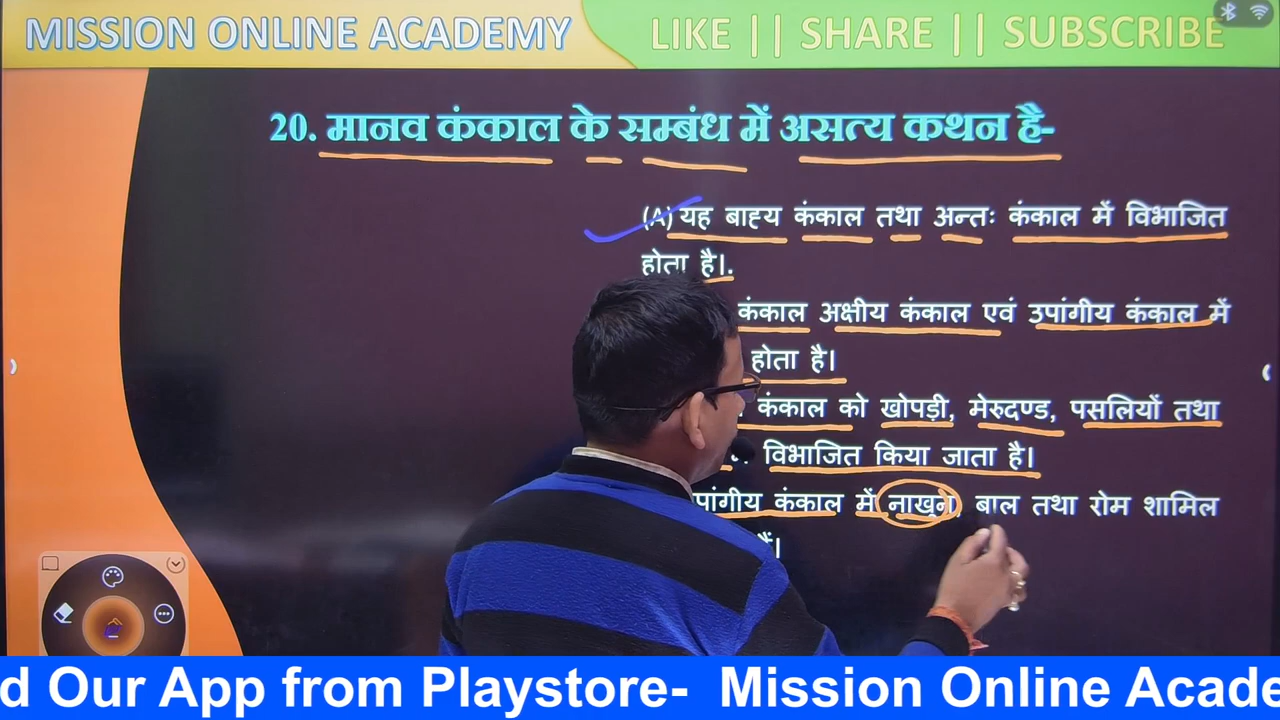 MISSION ONLINE ACADEMY
LIKE || SHARE || SUBSCRIBE
20. मानव कंकाल के सम्बंध में असत्य कथन है-
(A) यह बाह्य कंकाल तथा अन्तः कंकाल में विभाजित
होता है।.
कंकाल अक्षीय कंकाल एवं उपांगीय कंकाल में
होता है।
कंकाल को खोपड़ी, मेरुदण्ड, पसलियों तथा
विभाजित किया जाता है।
कंकाल में नाखून, बाल तथा रोम शामिल
d Our App from Playstore- Mission Online Acade